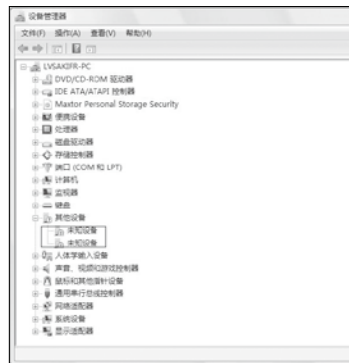 设备管理器
文件(F) 操作(A) 查看(V) 帮助(H)
LVSAKIFR-PC
DVD/CD-ROM 驱动器
IDE ATA/ATAPI 控制器
Maxtor Personal Storage Security
便携设备
处理器
磁盘驱动器
存储控制器
端口 (COM 和 LPT)
计算机
监视器
键盘
其他设备
未知设备
未知设备
人体学输入设备
声音、视频和游戏控制器
鼠标和其他指针设备
通用串行总线控制器
网络适配器
系统设备
显示适配器